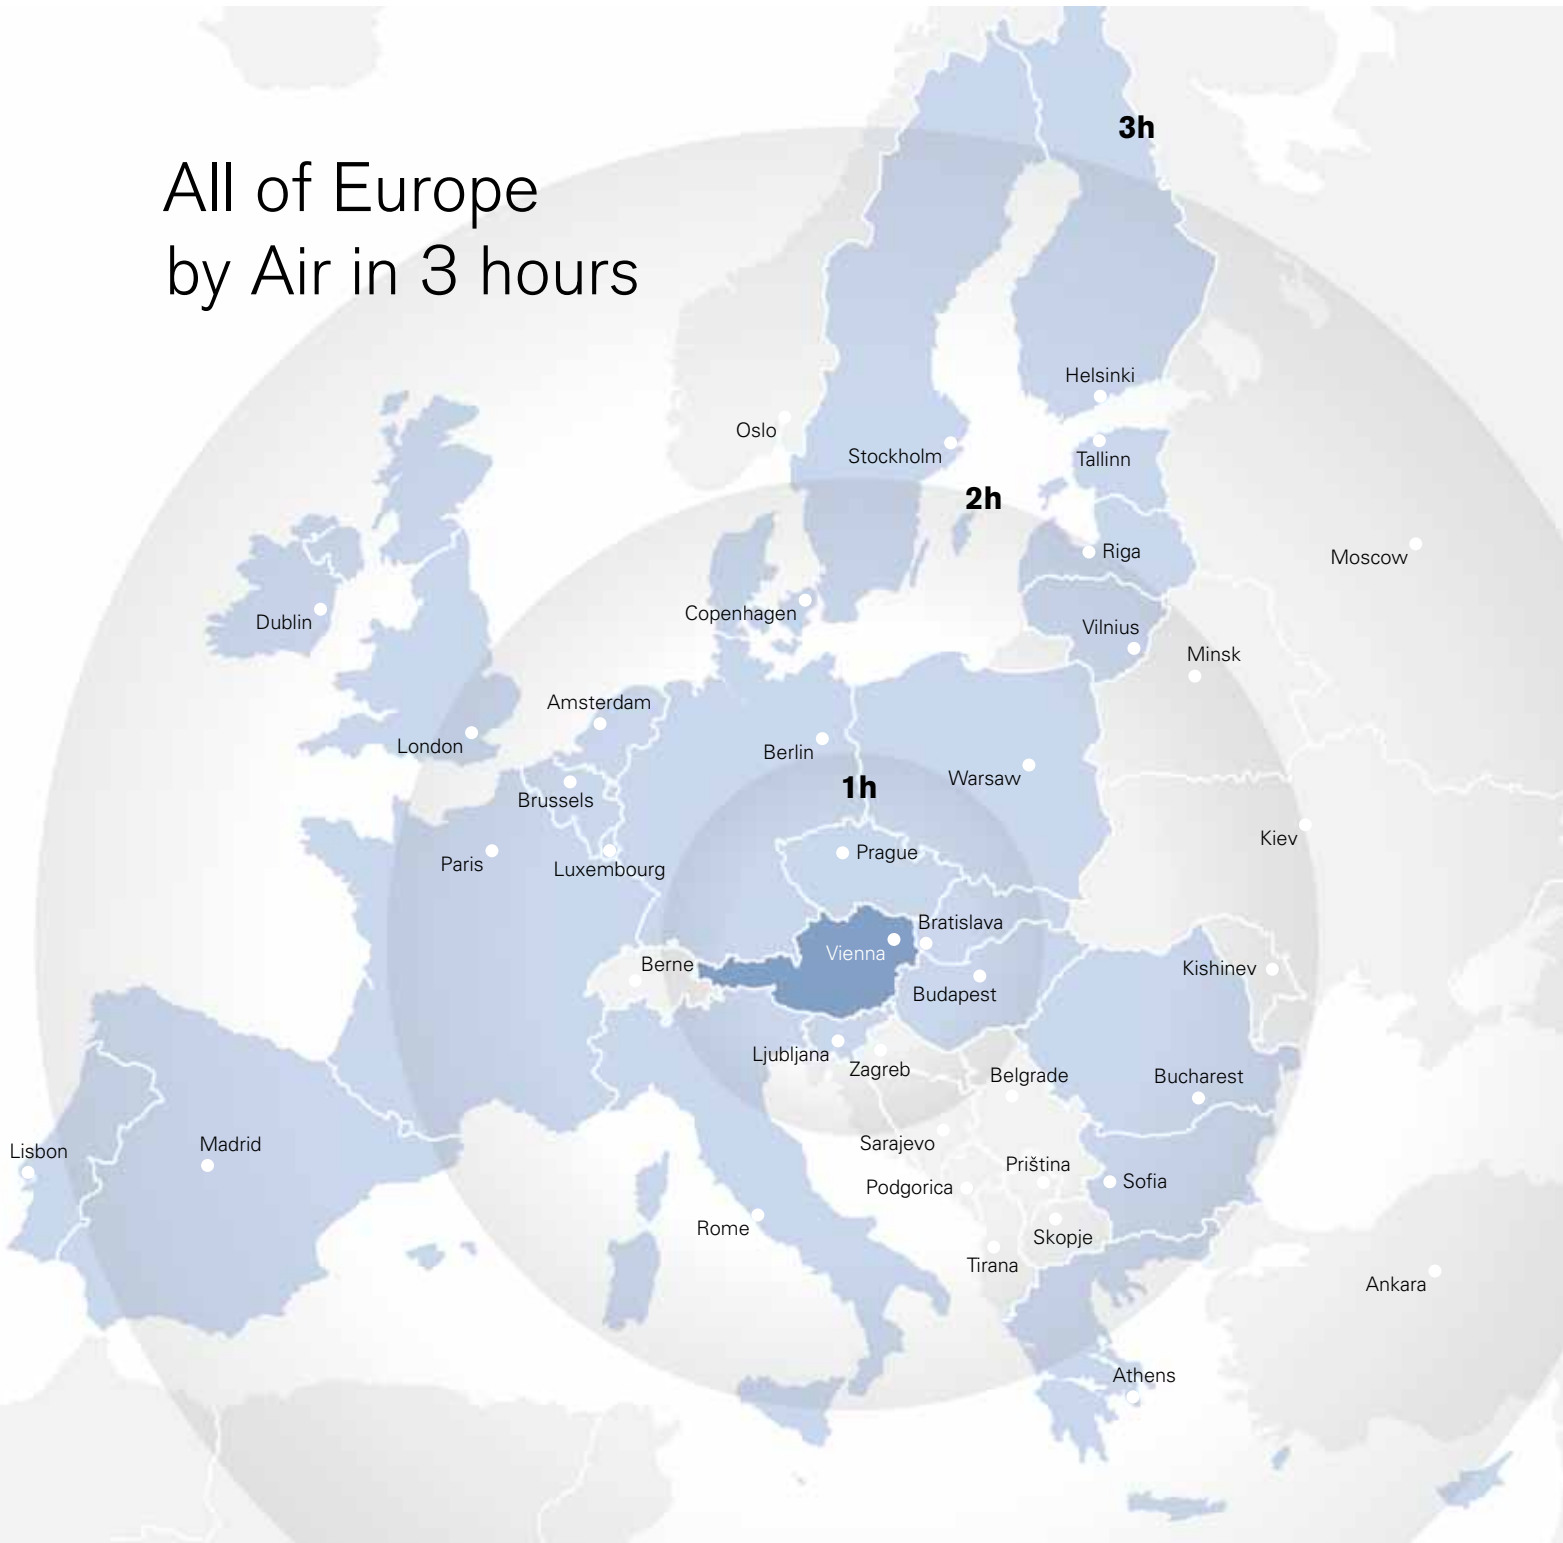 All of Europe
by Air in 3 hours
3h
Helsinki
Oslo
Stockholm
Tallinn
2h
Riga
Moscow
Dublin
Copenhagen
Vilnius
Minsk
Amsterdam
London
Berlin
1h
Warsaw
Brussels
Kiev
Paris
Luxembourg
Prague
Bratislava
Vienna
Berne
Kishinev
Budapest
Ljubljana
Zagreb
Belgrade
Bucharest
Lisbon
Madrid
Sarajevo
Priština
Podgorica
Sofia
Rome
Skopje
Tirana
Ankara
Athens